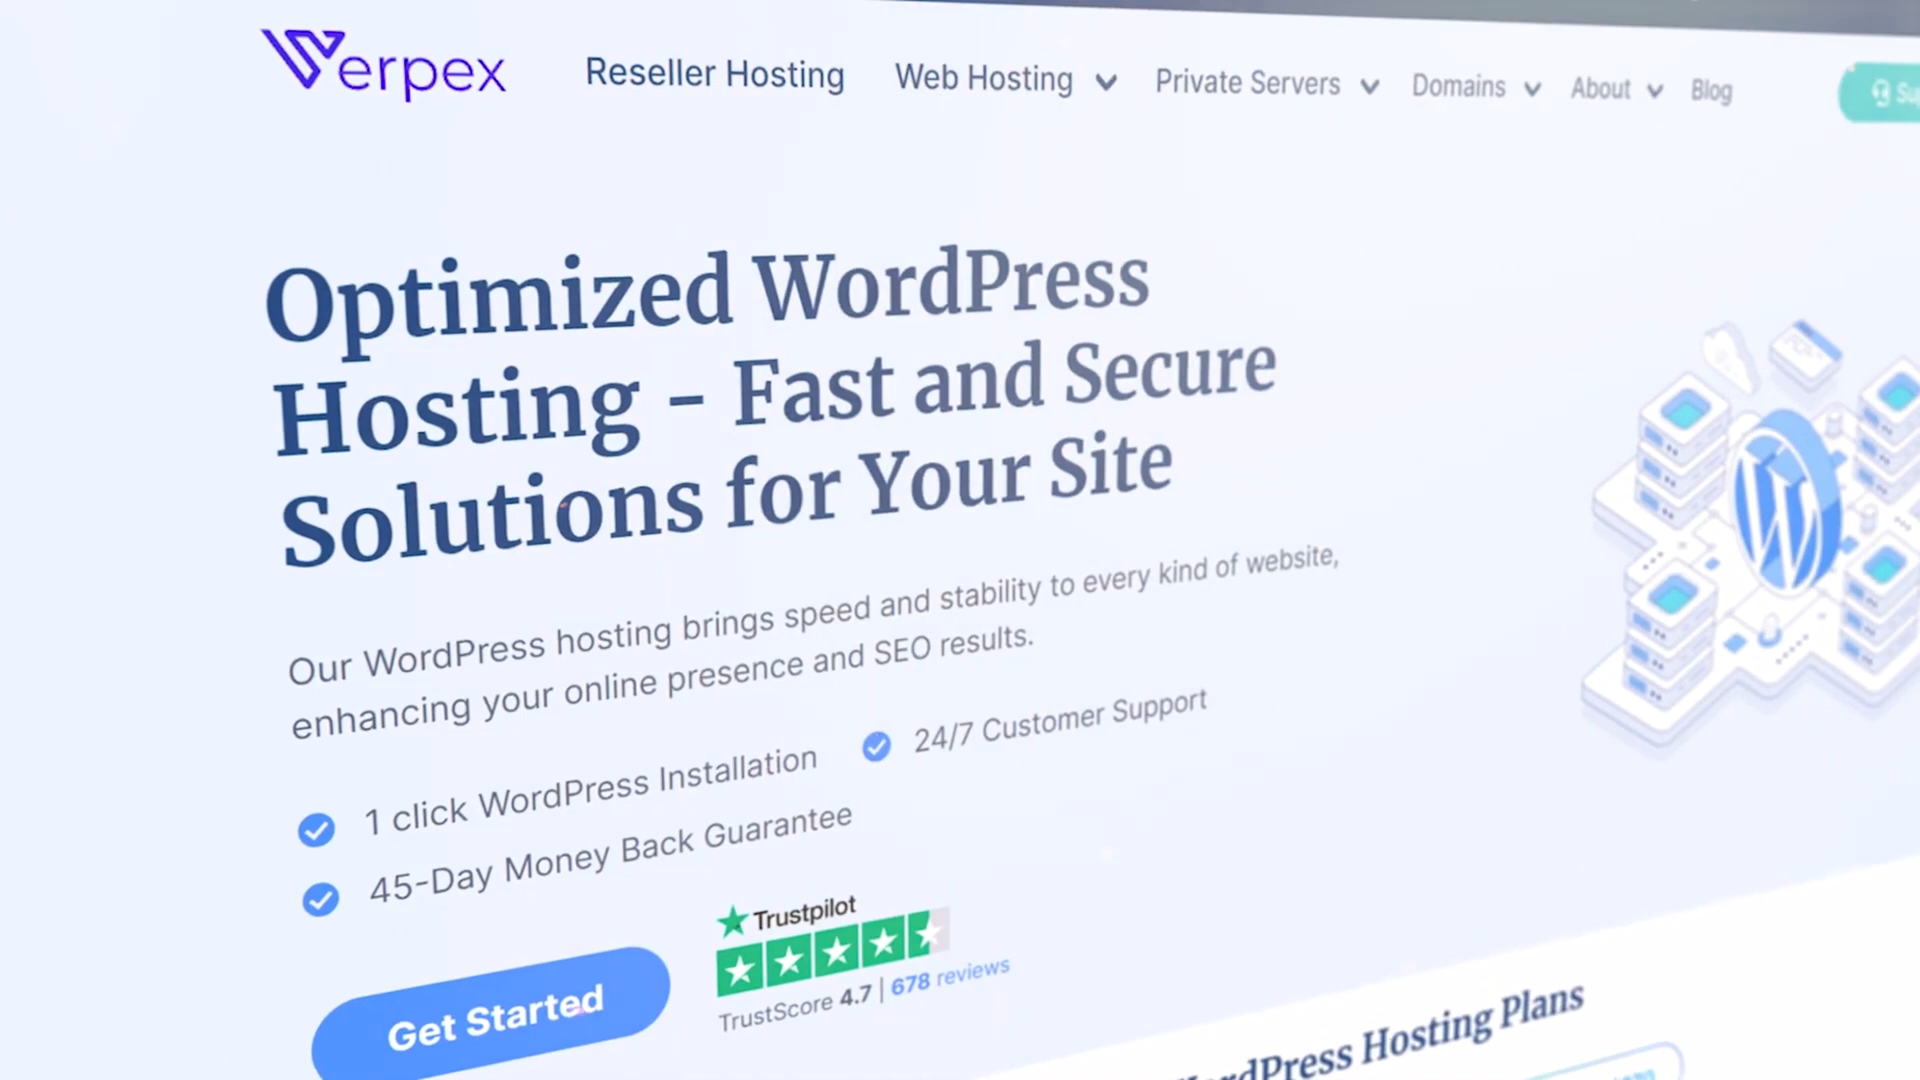 Verpex
Reseller Hosting
Web Hosting
Private Servers
Domains
About
Blog
Optimized WordPress
Hosting - Fast and Secure
Solutions for Your Site
Our WordPress hosting brings speed and stability to every kind of website,
enhancing your online presence and SEO results.
1 click WordPress Installation
24/7 Customer Support
45-Day Money Back Guarantee
Get Started
Trustpilot
TrustScore 4.7 | 678 reviews
Hosting Plans